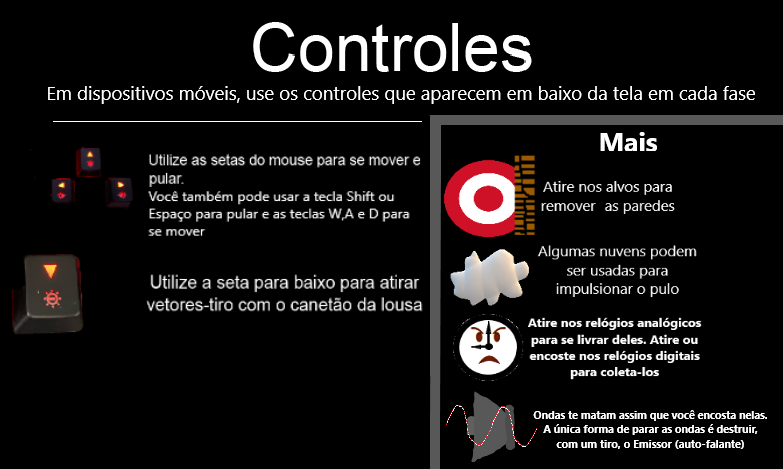 Controles
Em dispositivos móveis, use os controles que aparecem em baixo da tela em cada fase
Utilize as setas do mouse para se mover e
pular.
Você também pode usar a tecla Shift ou
Espaço para pular e as teclas W,A e D para
se mover
Utilize a seta para baixo para atirar
vetores-tiro com o canetão da lousa
Mais
Atire nos alvos para
remover as paredes
Algumas nuvens podem
ser usadas para
impulsionar o pulo
Atire nos relógios analógicos
para se livrar deles. Atire ou
encoste nos relógios digitais
para coleta-los
Ondas te matam assim que você encosta nelas.
A única forma de parar as ondas é destruir,
com um tiro, o Emissor (auto-falante)